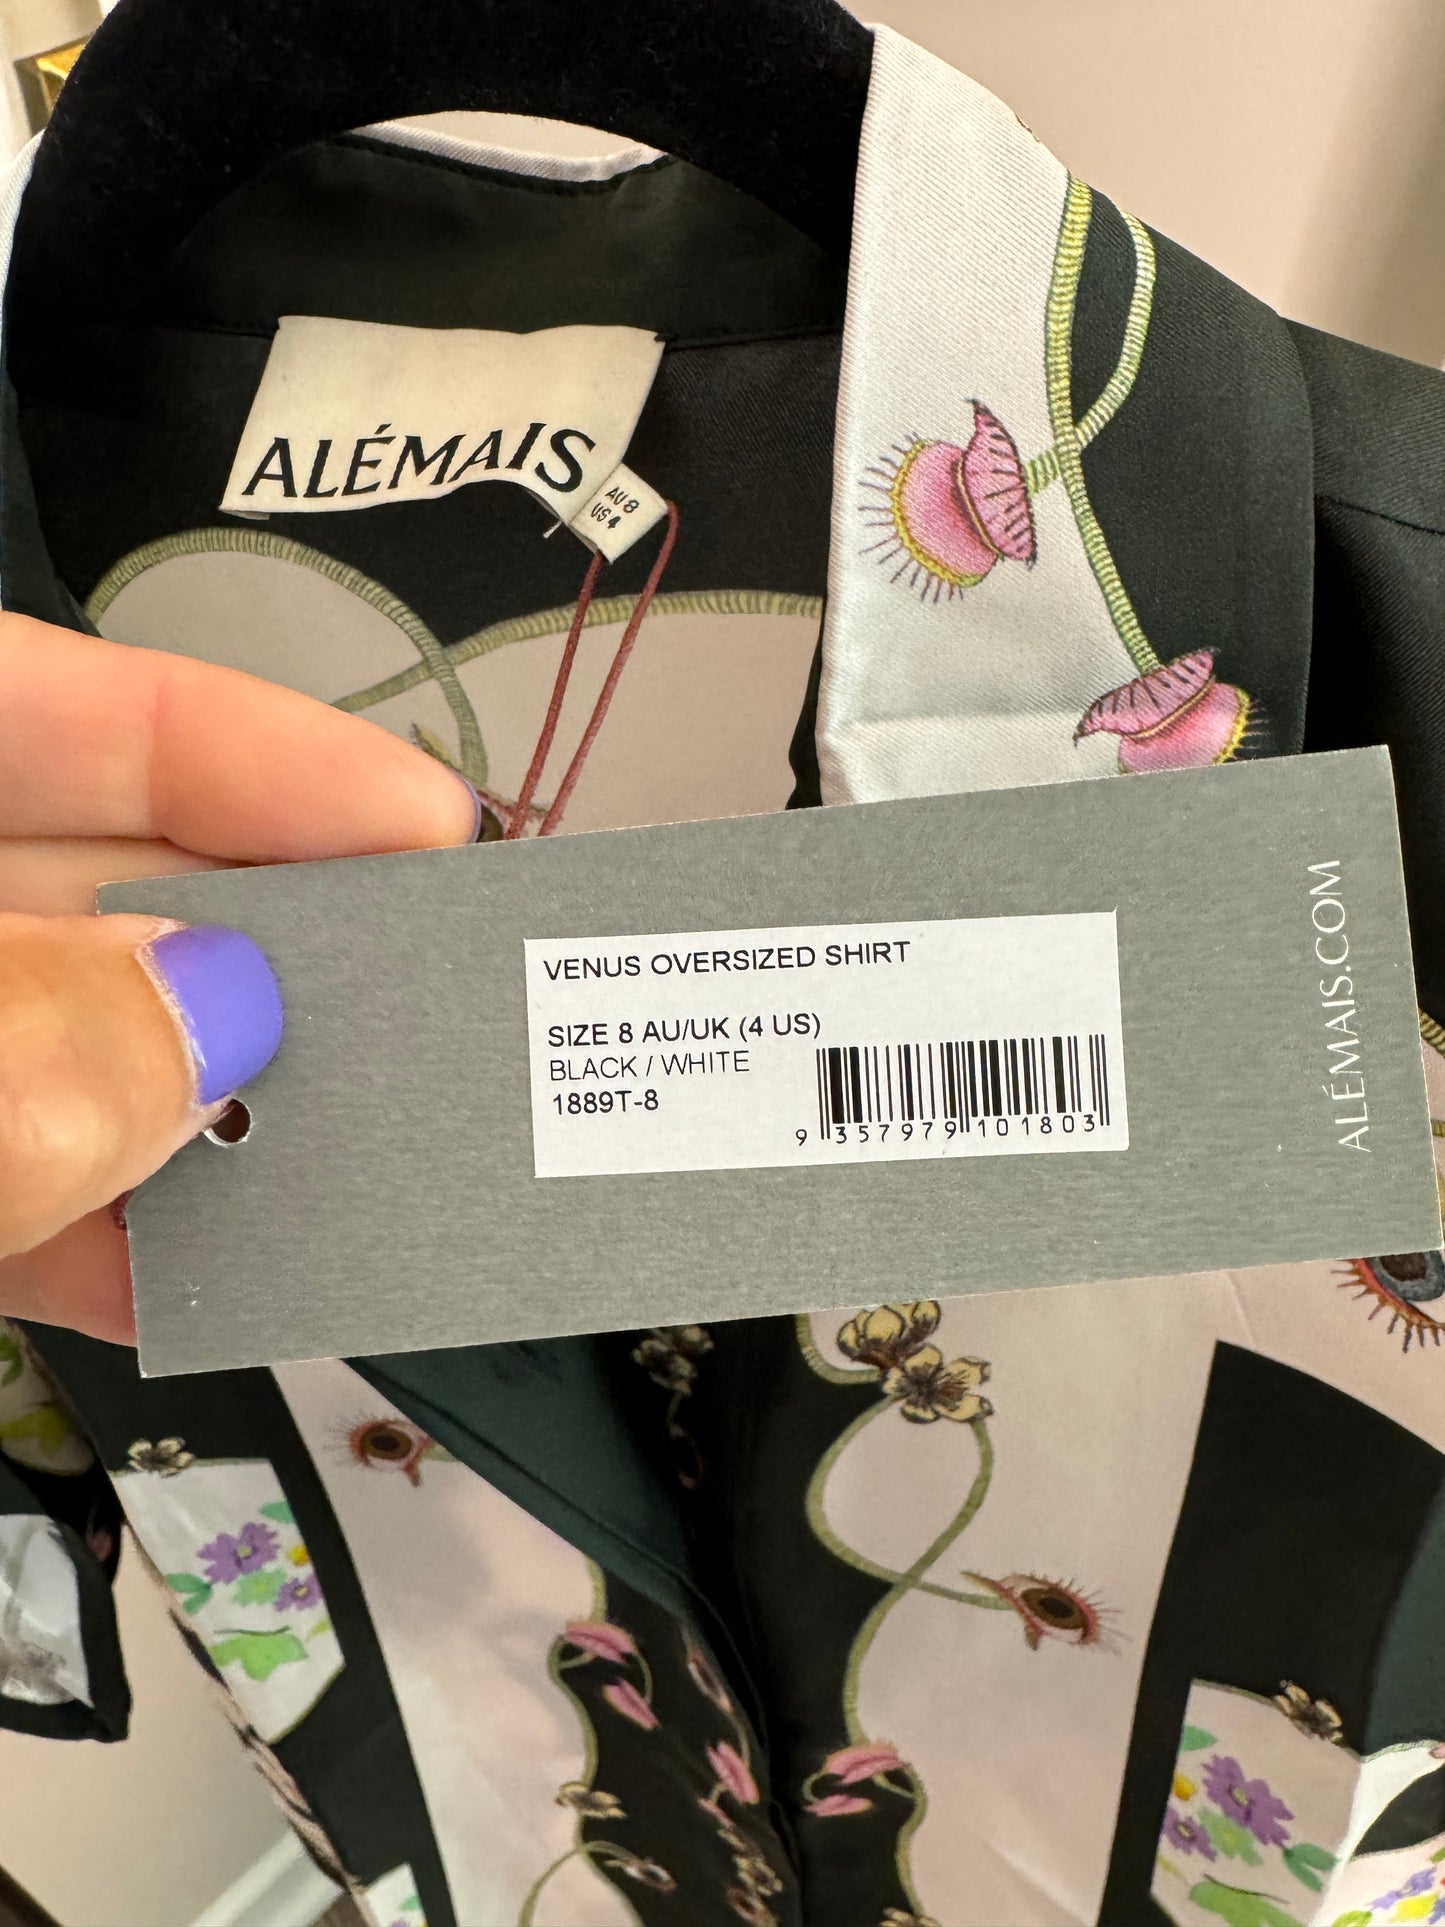 ALÉMAIS
AU 8
US 4
VENUS OVERSIZED SHIRT
SIZE 8 AU/UK (4 US)
BLACK / WHITE
1889T-8
9 357979 101803
ALÉMAIS.COM